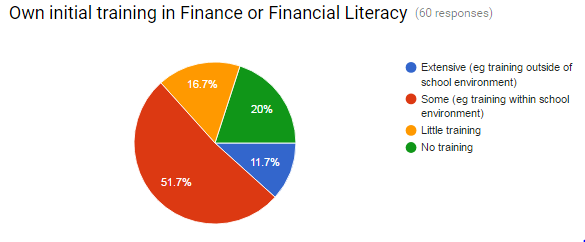 Own initial training in Finance or Financial Literacy (60 responses)
Extensive (eg training outside of
school environment)
Some (eg training within school
environment)
Little training
No training
16.7%
20%
11.7%
51.7%